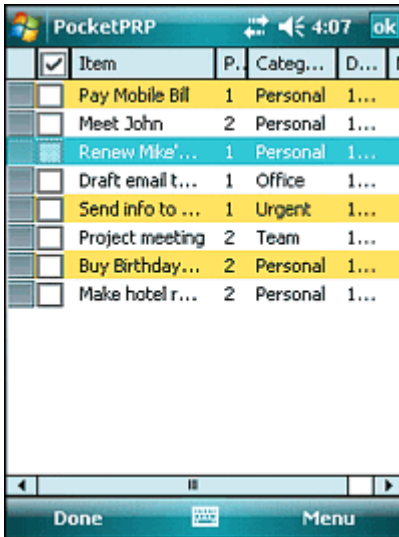 PocketPRP 4:07 ok
Item P.. Categ... D...
Pay Mobile Bill 1 Personal 1...
Meet John 2 Personal 1...
Renew Mike'... 1 Personal 1...
Draft email t... 1 Office 1...
Send info to ... 1 Urgent 1...
Project meeting 2 Team 1...
Buy Birthday... 2 Personal 1...
Make hotel r... 2 Personal 1...
Done Menu